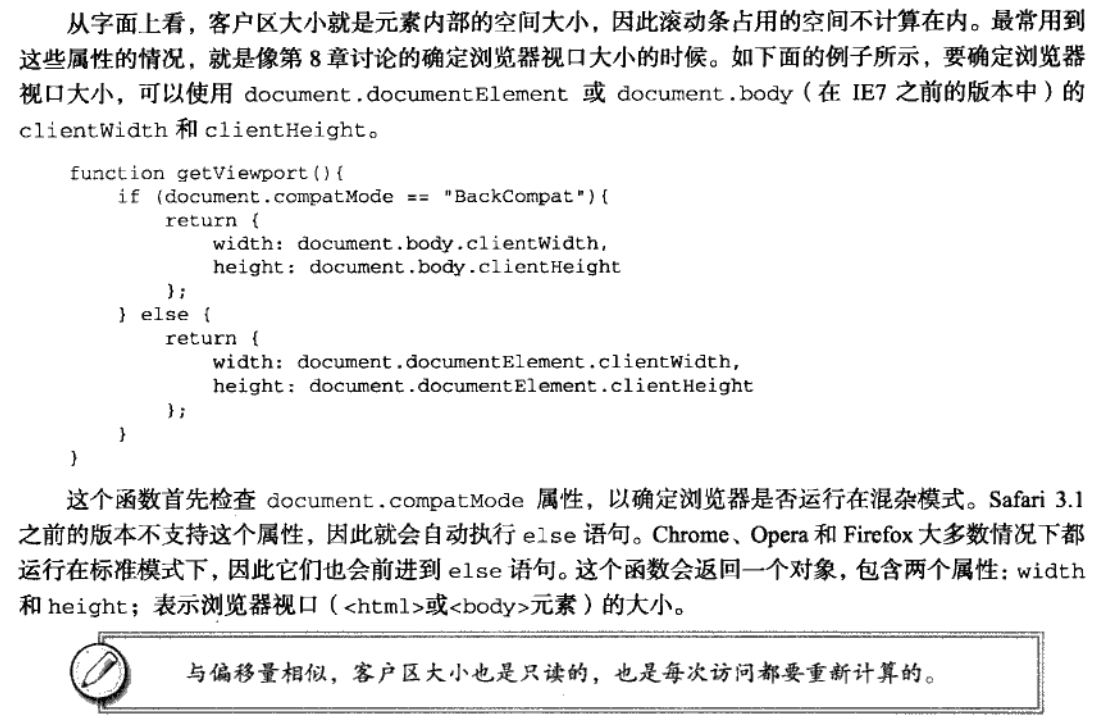 从字面上看，客户区大小就是元素内部的空间大小，因此滚动条占用的空间不计算在内。最常用到
这些属性的情况，就是像第 8 章讨论的确定浏览器视口大小的时候。如下面的例子所示，要确定浏览器
视口大小，可以使用 document.documentElement 或 document.body（在 IE7 之前的版本中）的
clientWidth 和 clientHeight。
function getViewport(){
    if (document.compatMode == "BackCompat"){
        return {
            width: document.body.clientWidth,
            height: document.body.clientHeight
        };
    } else {
        return {
            width: document.documentElement.clientWidth,
            height: document.documentElement.clientHeight
        };
    }
}
这个函数首先检查 document.compatMode 属性，以确定浏览器是否运行在混杂模式。Safari 3.1
之前的版本不支持这个属性，因此就会自动执行 else 语句。Chrome、Opera 和 Firefox 大多数情况下都
运行在标准模式下，因此它们也会前进到 else 语句。这个函数会返回一个对象，包含两个属性：width
和 height；表示浏览器视口（<html>或<body>元素）的大小。
与偏移量相似，客户区大小也是只读的，也是每次访问都要重新计算的。